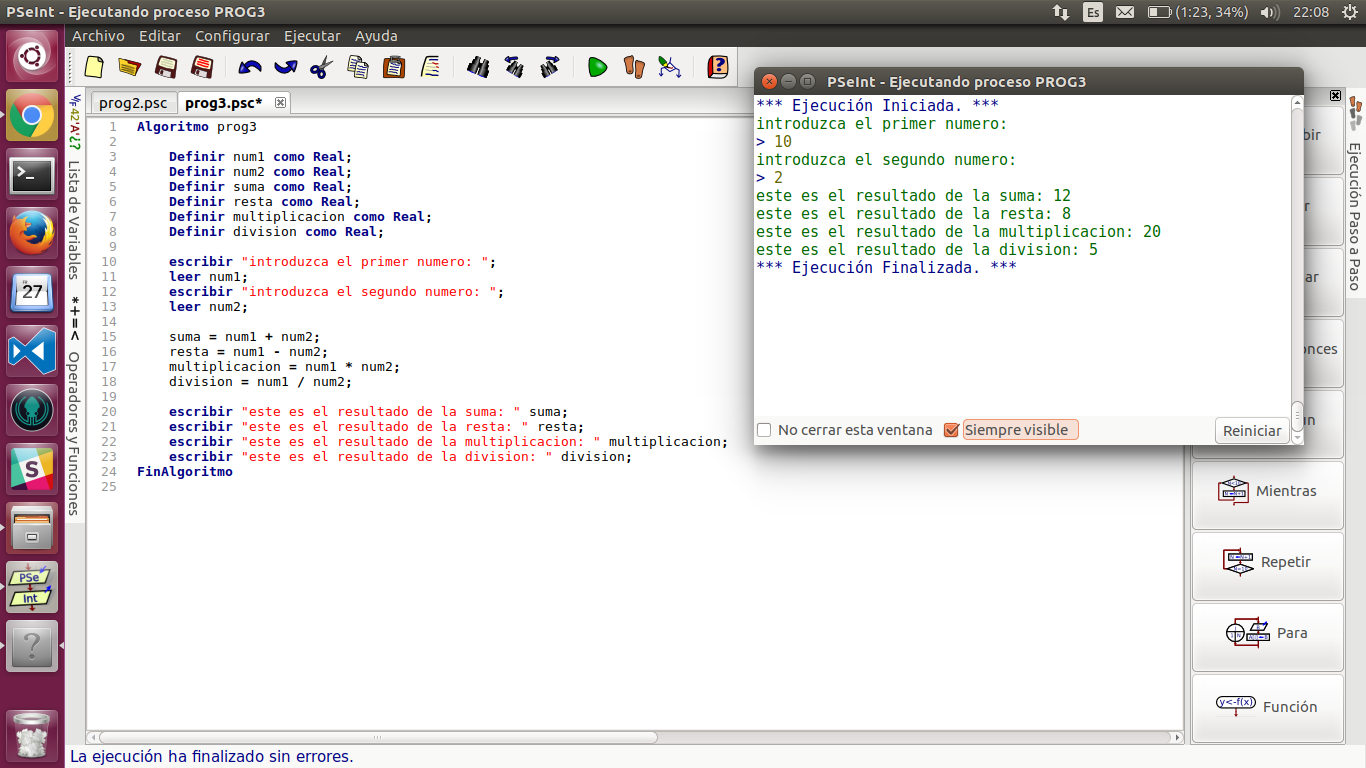 PSeInt - Ejecutando proceso PROG3
Es
(1:23, 34%)
22:08
Archivo Editar Configurar Ejecutar Ayuda
prog2.psc
prog3.psc*
Lista de Variables
*+=<
Operadores y Funciones
1 Algoritmo prog3
2
3 Definir num1 como Real;
4 Definir num2 como Real;
5 Definir suma como Real;
6 Definir resta como Real;
7 Definir multiplicacion como Real;
8 Definir division como Real;
9
10 escribir "introduzca el primer numero: ";
11 leer num1;
12 escribir "introduzca el segundo numero: ";
13 leer num2;
14
15 suma = num1 + num2;
16 resta = num1 - num2;
17 multiplicacion = num1 * num2;
18 division = num1 / num2;
19
20 escribir "este es el resultado de la suma: " suma;
21 escribir "este es el resultado de la resta: " resta;
22 escribir "este es el resultado de la multiplicacion: " multiplicacion;
23 escribir "este es el resultado de la division: " division;
24 FinAlgoritmo
25
PSeInt - Ejecutando proceso PROG3
*** Ejecución Iniciada. ***
introduzca el primer numero:
> 10
introduzca el segundo numero:
> 2
este es el resultado de la suma: 12
este es el resultado de la resta: 8
este es el resultado de la multiplicacion: 20
este es el resultado de la division: 5
*** Ejecución Finalizada. ***
No cerrar esta ventana
Siempre visible
Reiniciar
bir
r
ar
onces
un
Mientras
Repetir
Para
y<-f(x)
Función
Ejecución Paso a Paso
27
S
PSe
Int
?
La ejecución ha finalizado sin errores.